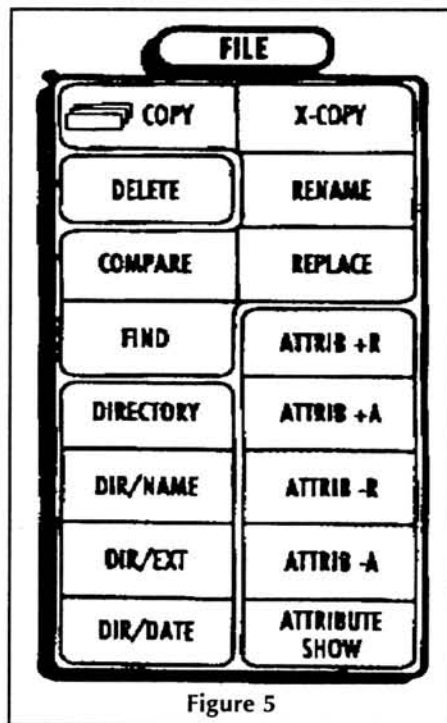 FILE
COPY X-COPY
DELETE RENAME
COMPARE REPLACE
FIND ATTRIB +R
DIRECTORY ATTRIB +A
DIR/NAME ATTRIB -R
DIR/EXT ATTRIB -A
DIR/DATE ATTRIBUTE
SHOW
Figure 5